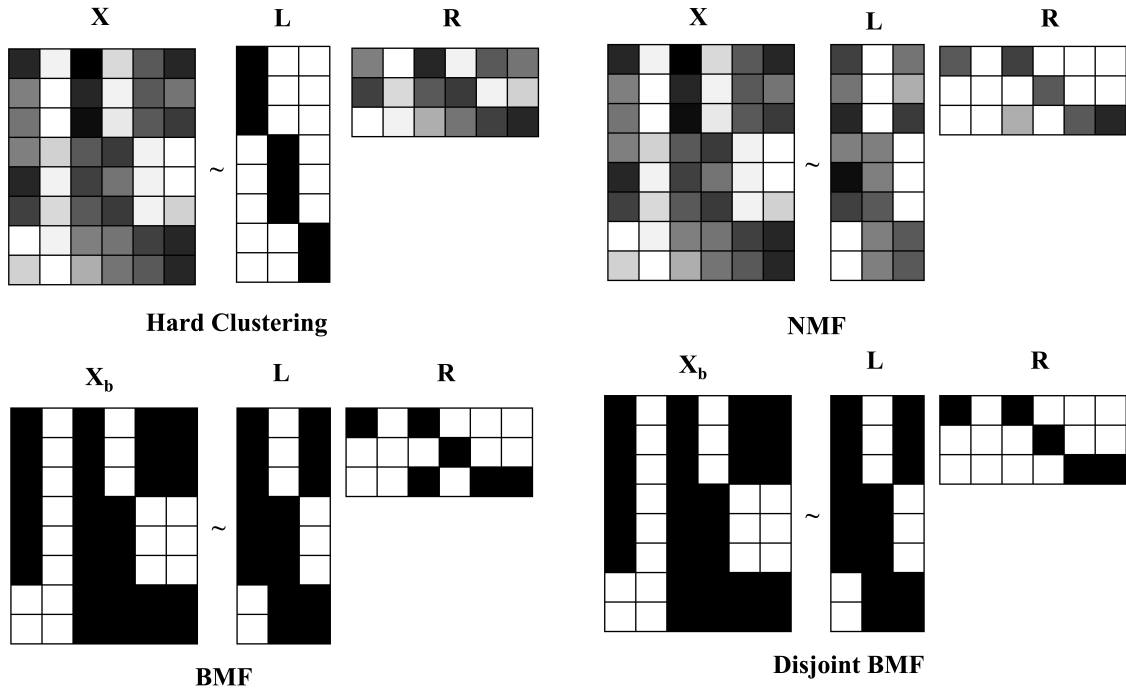 X L R
~
Hard Clustering
X L R
~
NMF
Xb L R
~
BMF
Xb L R
~
Disjoint BMF